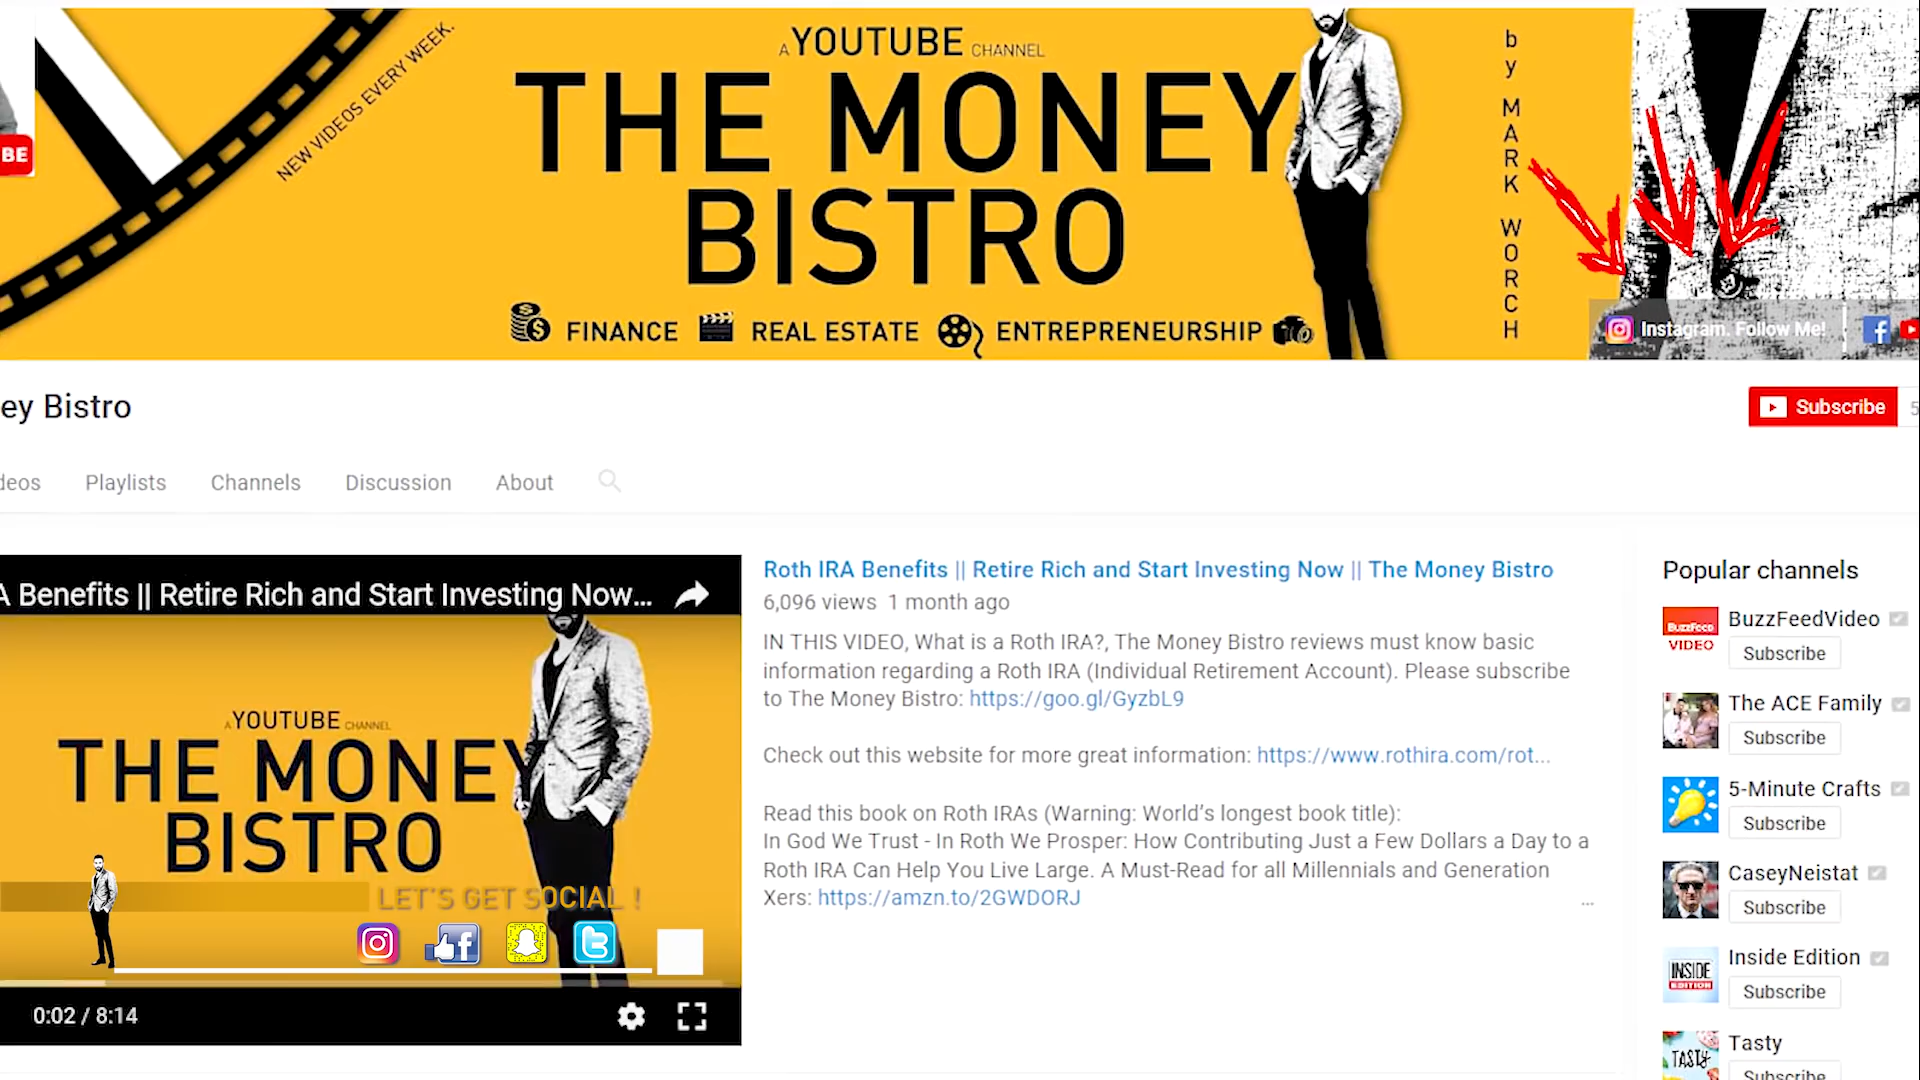 BE
NEW VIDEOS EVERY WEEK.
A YOUTUBE CHANNEL
THE MONEY
BISTRO
FINANCE REAL ESTATE ENTREPRENEURSHIP
by MARK WORCH
Instagram. Follow Me!
ey Bistro
Subscribe 5
deos Playlists Channels Discussion About
A Benefits || Retire Rich and Start Investing Now...
A YOUTUBE CHANNEL
THE MONEY
BISTRO
LET'S GET SOCIAL !
0:02 / 8:14
Roth IRA Benefits || Retire Rich and Start Investing Now || The Money Bistro
6,096 views 1 month ago
IN THIS VIDEO, What is a Roth IRA?, The Money Bistro reviews must know basic
information regarding a Roth IRA (Individual Retirement Account). Please subscribe
to The Money Bistro: https://goo.gl/GyzbL9
Check out this website for more great information: https://www.rothira.com/rot...
Read this book on Roth IRAs (Warning: World's longest book title):
In God We Trust - In Roth We Prosper: How Contributing Just a Few Dollars a Day to a
Roth IRA Can Help You Live Large. A Must-Read for all Millennials and Generation
Xers: https://amzn.to/2GWDORJ ...
Popular channels
BuzzFeed
VIDEO
BuzzFeedVideo
Subscribe
The ACE Family
Subscribe
5-Minute Crafts
Subscribe
CaseyNeistat
Subscribe
INSIDE
EDITION
Inside Edition
Subscribe
TASTY
Tasty
Subscribe